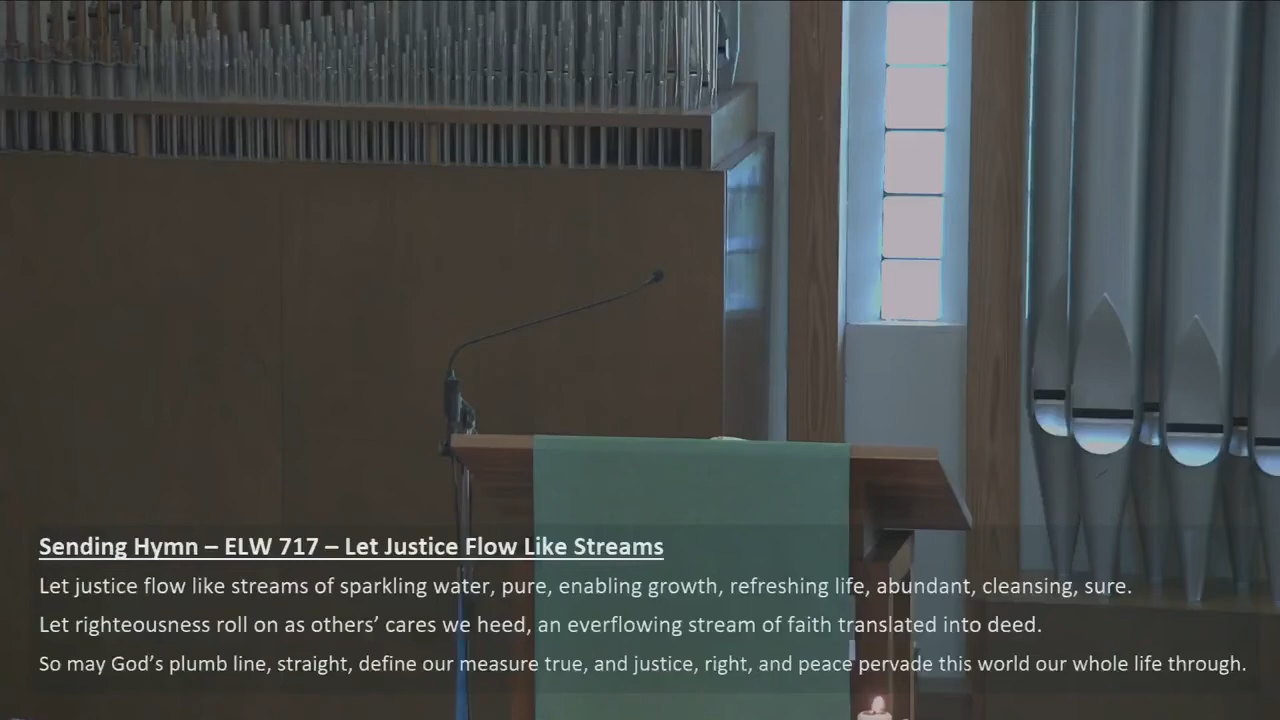 Sending Hymn – ELW 717 – Let Justice Flow Like Streams
Let justice flow like streams of sparkling water, pure, enabling growth, refreshing life, abundant, cleansing, sure.
Let righteousness roll on as others’ cares we heed, an everflowing stream of faith translated into deed.
So may God’s plumb line, straight, define our measure true, and justice, right, and peace pervade this world our whole life through.